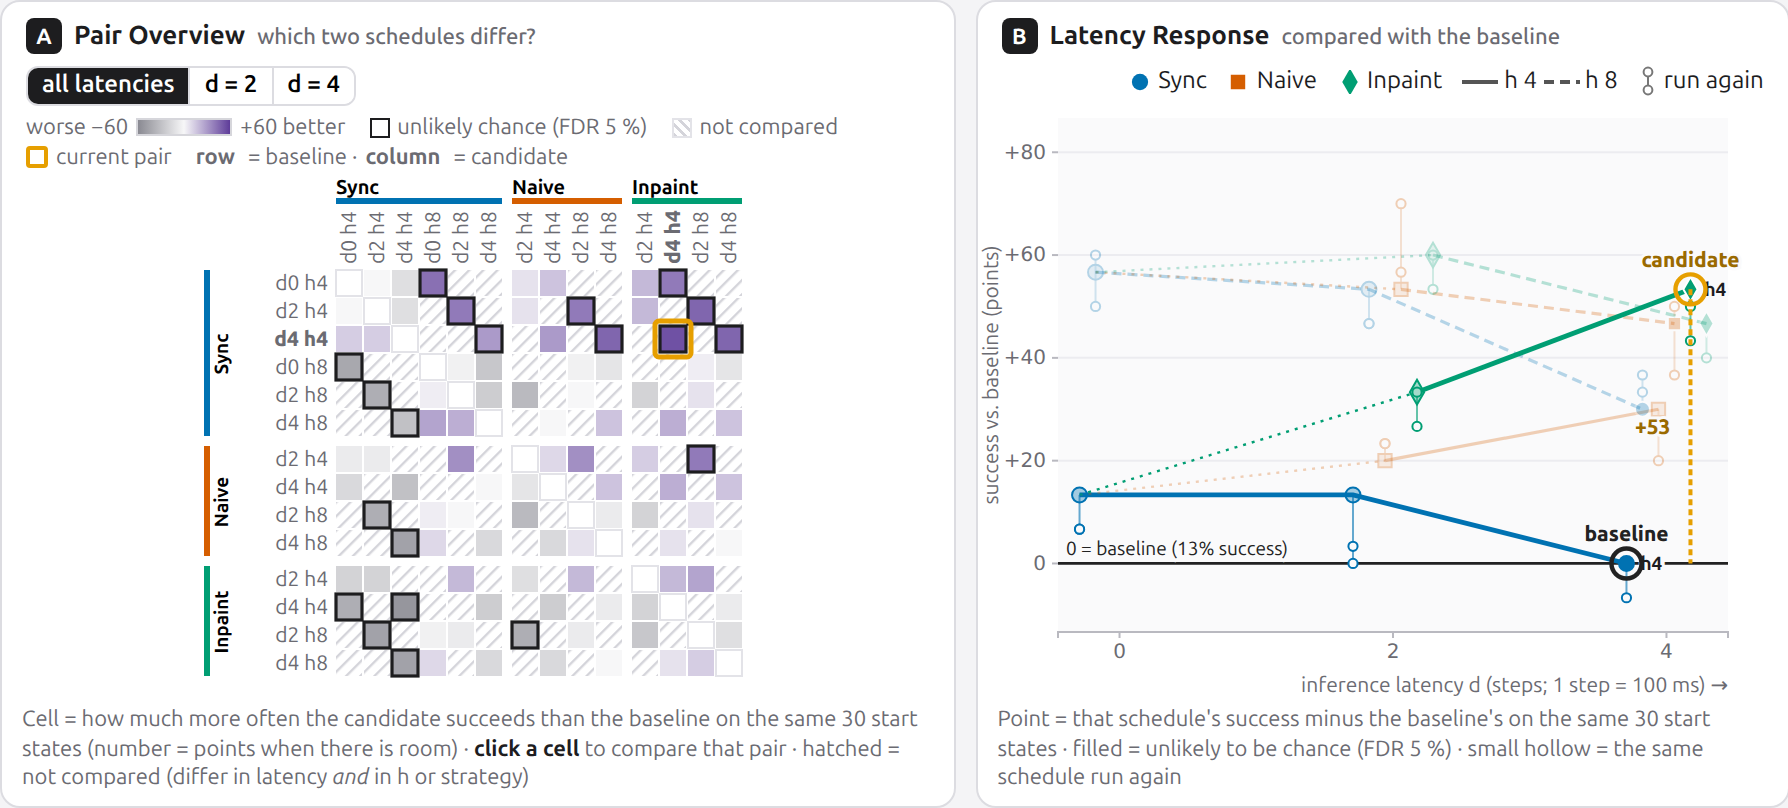 A Pair Overview which two schedules differ?
all latencies d = 2 d = 4
worse −60 +60 better unlikely chance (FDR 5 %) not compared
current pair row = baseline · column = candidate
Sync Naive Inpaint
d0 h4 d2 h4 d4 h4 d0 h8 d2 h8 d4 h8 d2 h4 d4 h4 d2 h8 d4 h8 d2 h4 d4 h4 d2 h8 d4 h8
Sync
d0 h4
d2 h4
d4 h4
d0 h8
d2 h8
d4 h8
Naive
d2 h4
d4 h4
d2 h8
d4 h8
Inpaint
d2 h4
d4 h4
d2 h8
d4 h8
Cell = how much more often the candidate succeeds than the baseline on the same 30 start
states (number = points when there is room) · click a cell to compare that pair · hatched =
not compared (differ in latency and in h or strategy)
B Latency Response compared with the baseline
Sync Naive Inpaint h 4 h 8 run again
success vs. baseline (points)
+80
+60
+40
+20
0
candidate
h4
+53
baseline
h4
0 = baseline (13% success)
0 2 4
inference latency d (steps; 1 step = 100 ms) →
Point = that schedule's success minus the baseline's on the same 30 start
states · filled = unlikely to be chance (FDR 5 %) · small hollow = the same
schedule run again